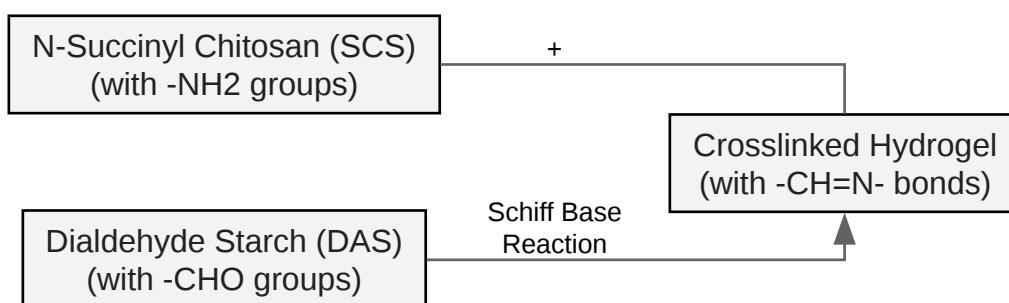 N-Succinyl Chitosan (SCS)
(with -NH2 groups)
+
Crosslinked Hydrogel
(with -CH=N- bonds)
Schiff Base
Reaction
Dialdehyde Starch (DAS)
(with -CHO groups)